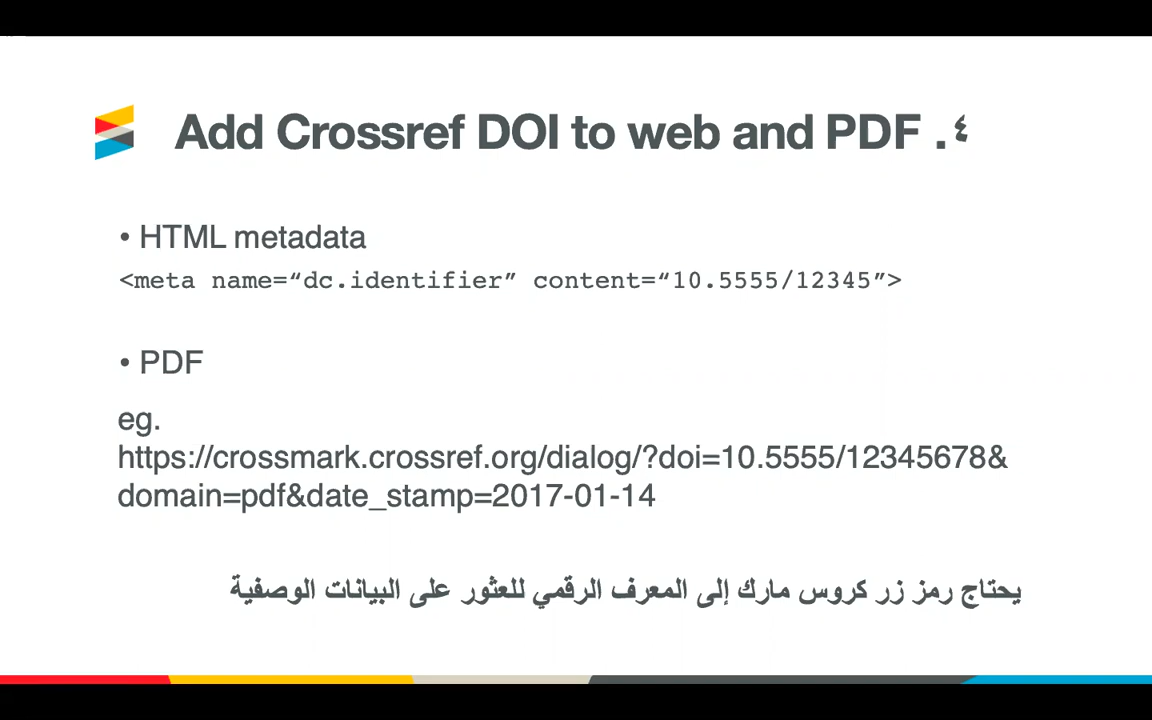 Add Crossref DOI to web and PDF .٤
• HTML metadata
<meta name=“dc.identifier” content=“10.5555/12345”>
• PDF
eg.
https://crossmark.crossref.org/dialog/?doi=10.5555/12345678&
domain=pdf&date_stamp=2017-01-14
يحتاج رمز زر كروس مارك إلى المعرف الرقمي للعثور على البيانات الوصفية